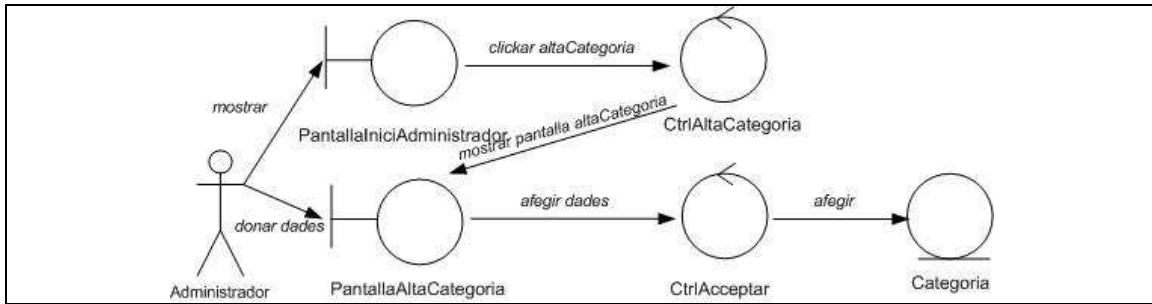 clickar altaCategoria
mostrar
PantallaIniciAdministrador
CtrlAltaCategoria
mostrar pantalla altaCategoria
donar dades
afegir dades
afegir
Administrador
PantallaAltaCategoria
CtrlAcceptar
Categoria